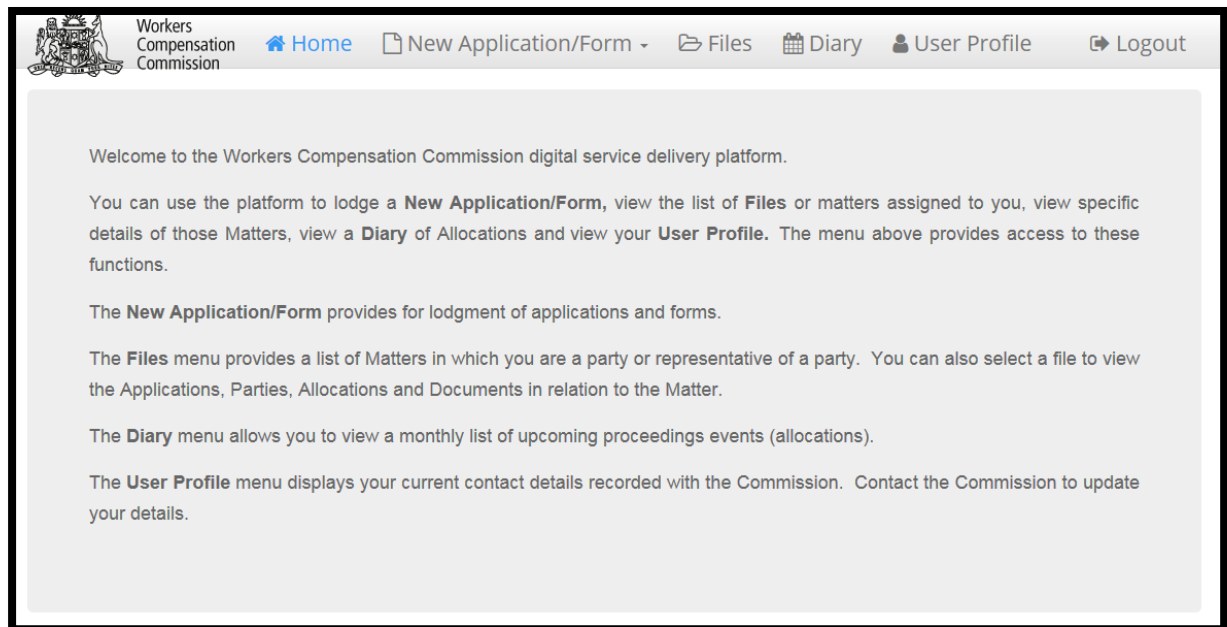 Workers
Compensation
Commission
Home New Application/Form Files Diary User Profile Logout
Welcome to the Workers Compensation Commission digital service delivery platform.
You can use the platform to lodge a New Application/Form, view the list of Files or matters assigned to you, view specific
details of those Matters, view a Diary of Allocations and view your User Profile. The menu above provides access to these
functions.
The New Application/Form provides for lodgment of applications and forms.
The Files menu provides a list of Matters in which you are a party or representative of a party. You can also select a file to view
the Applications, Parties, Allocations and Documents in relation to the Matter.
The Diary menu allows you to view a monthly list of upcoming proceedings events (allocations).
The User Profile menu displays your current contact details recorded with the Commission. Contact the Commission to update
your details.